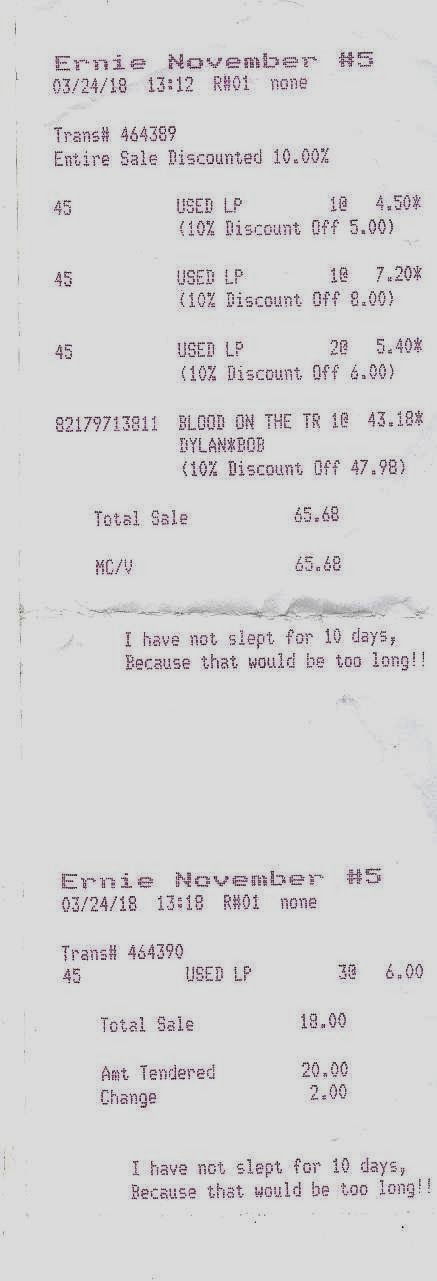 Ernie November #5
03/24/18 13:12 R#01 none
Trans# 464389
Entire Sale Discounted 10.00%
45 USED LP 1@ 4.50*
(10% Discount Off 5.00)
45 USED LP 1@ 7.20*
(10% Discount Off 8.00)
45 USED LP 2@ 5.40*
(10% Discount Off 6.00)
82179713811 BLOOD ON THE TR 1@ 43.18*
DYLAN*BOB
(10% Discount Off 47.98)
Total Sale 65.68
MC/V 65.68
I have not slept for 10 days,
Because that would be too long!!
Ernie November #5
03/24/18 13:18 R#01 none
Trans# 464390
45 USED LP 3@ 6.00
Total Sale 18.00
Amt Tendered 20.00
Change 2.00
I have not slept for 10 days,
Because that would be too long!!